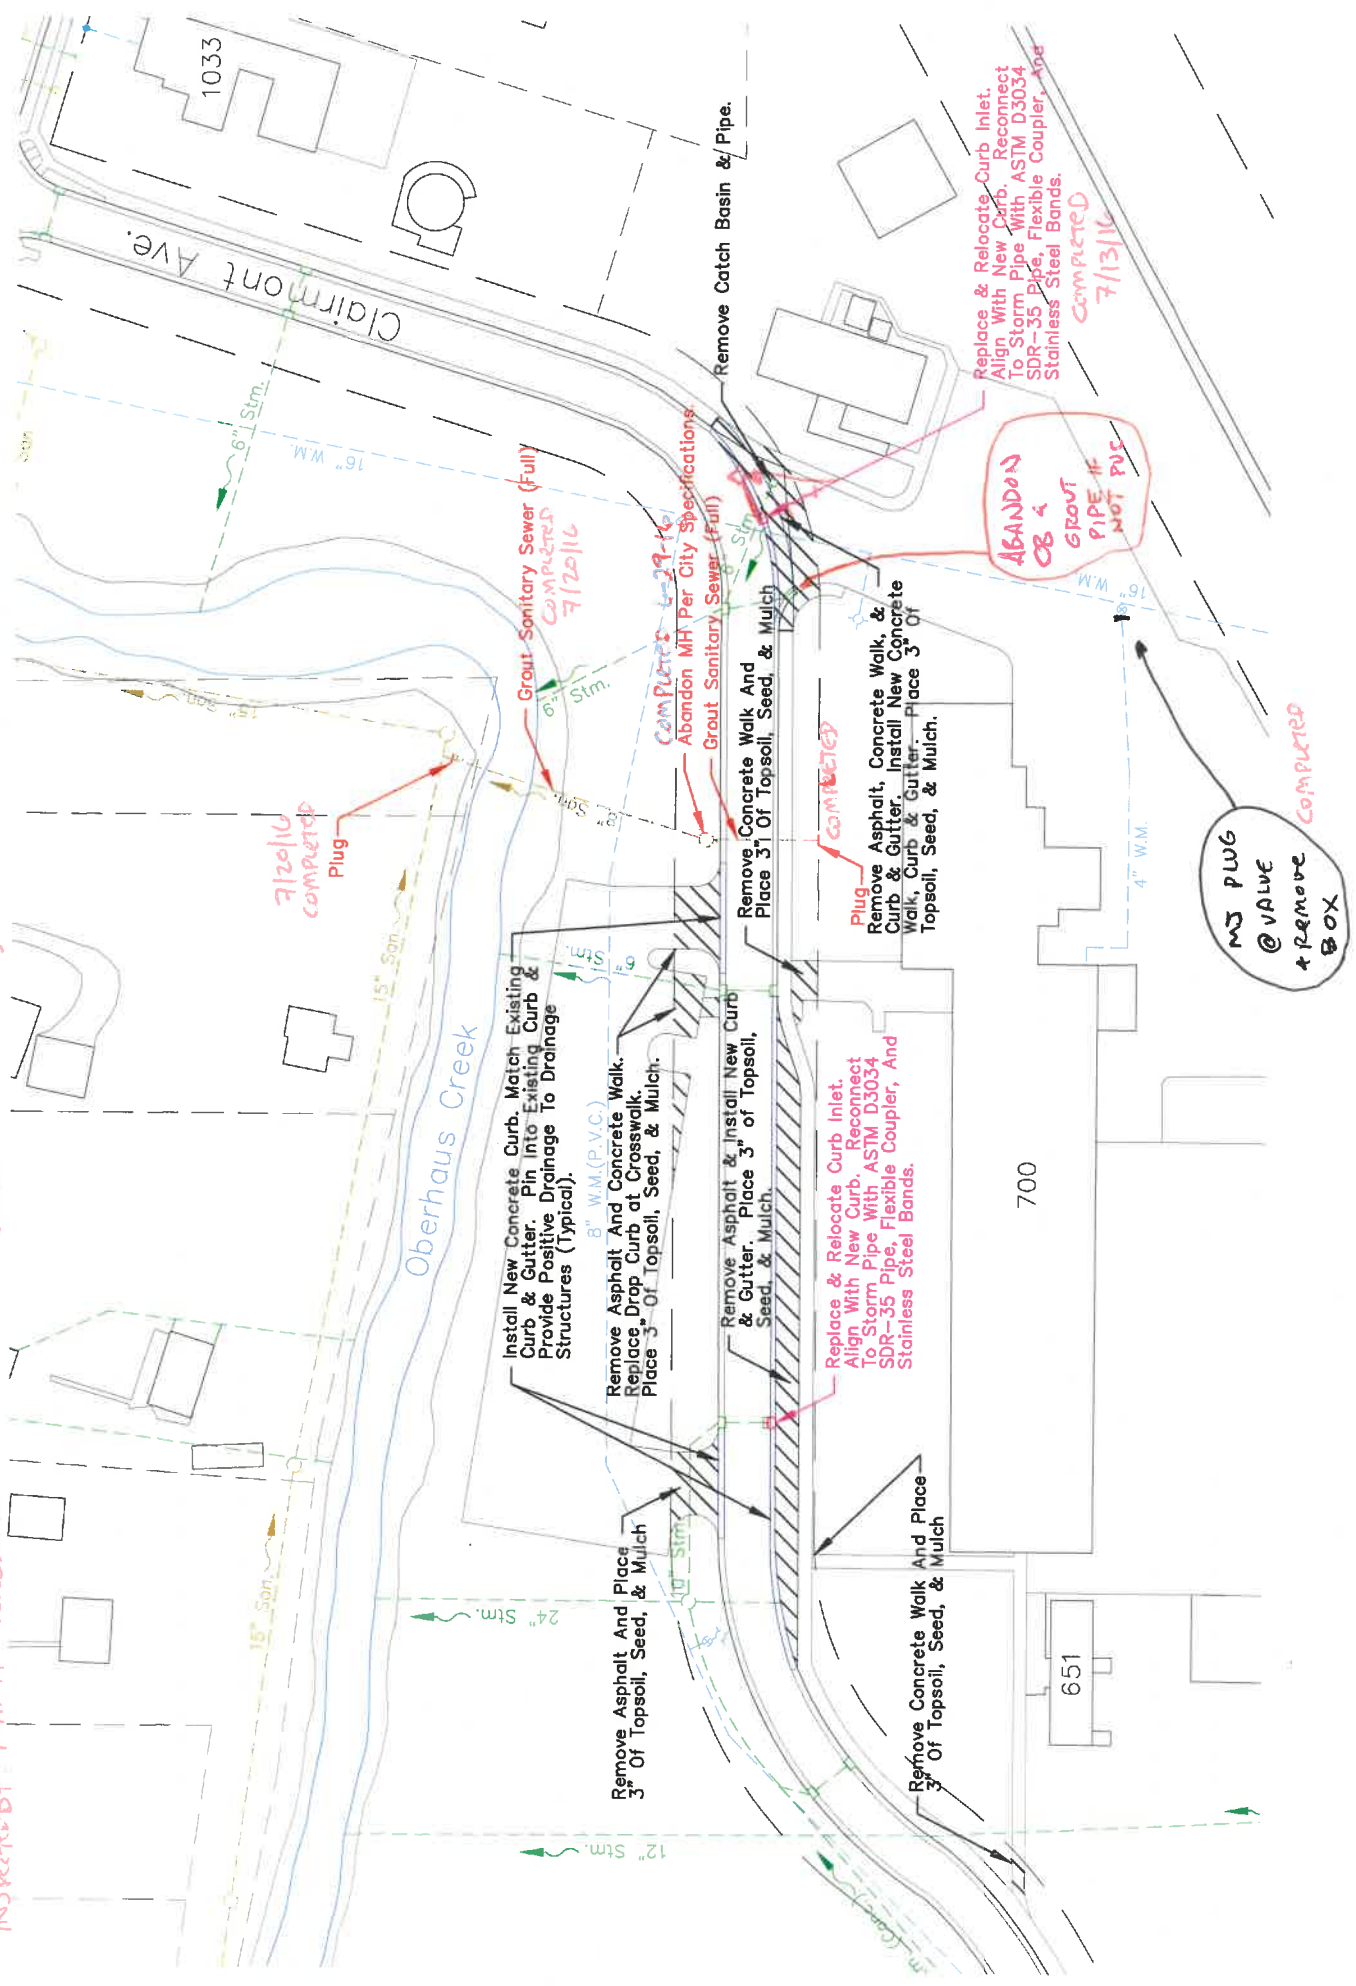 1033
Clairmont Ave.
6" Stm.
16" W.M.
San.
Remove Catch Basin & Pipe.
Replace & Relocate Curb Inlet.
Align With New Curb. Reconnect
To Storm Pipe With ASTM D3034
SDR-35 Pipe, Flexible Coupler, And
Stainless Steel Bands.
COMPLETED
7/13/16
ABANDON
CB &
GROUT
PIPE IF
NOT PVC
Grout Sanitary Sewer (Full)
COMPLETED
7/20/16
Abandon MH Per City Specifications
Grout Sanitary Sewer (Full)
Stm.
6" Stm.
15" San.
8" San.
7/20/16
COMPLETED
Plug
Remove Concrete Walk And
Place 3" Of Topsoil, Seed, & Mulch
COMPLETED
Plug
Remove Asphalt, Concrete Walk, &
Curb & Gutter. Install New Concrete
Walk, Curb & Gutter. Place 3" Of
Topsoil, Seed, & Mulch.
16" W.M.
8"
4" W.M.
MJ PLUG
@ VALVE
& REMOVE
BOX
COMPLETED
15" San.
Oberhaus Creek
Install New Concrete Curb. Match Existing
Curb & Gutter. Pin Into Existing Curb &
Provide Positive Drainage To Drainage
Structures (Typical).
8" W.M.(P.V.C.)
6" Stm.
Remove Asphalt And Concrete Walk.
Replace Drop Curb at Crosswalk.
Place 3" Of Topsoil, Seed, & Mulch.
Remove Asphalt & Install New Curb
& Gutter. Place 3" of Topsoil,
Seed, & Mulch.
Replace & Relocate Curb Inlet.
Align With New Curb. Reconnect
To Storm Pipe With ASTM D3034
SDR-35 Pipe, Flexible Coupler, And
Stainless Steel Bands.
700
15" San.
Remove Asphalt And Place
3" Of Topsoil, Seed, & Mulch
10" Stm.
24" Stm.
8"
Remove Concrete Walk And Place
3" Of Topsoil, Seed, & Mulch
651
12" Stm.
(Conc.)
INSPECTED BY: